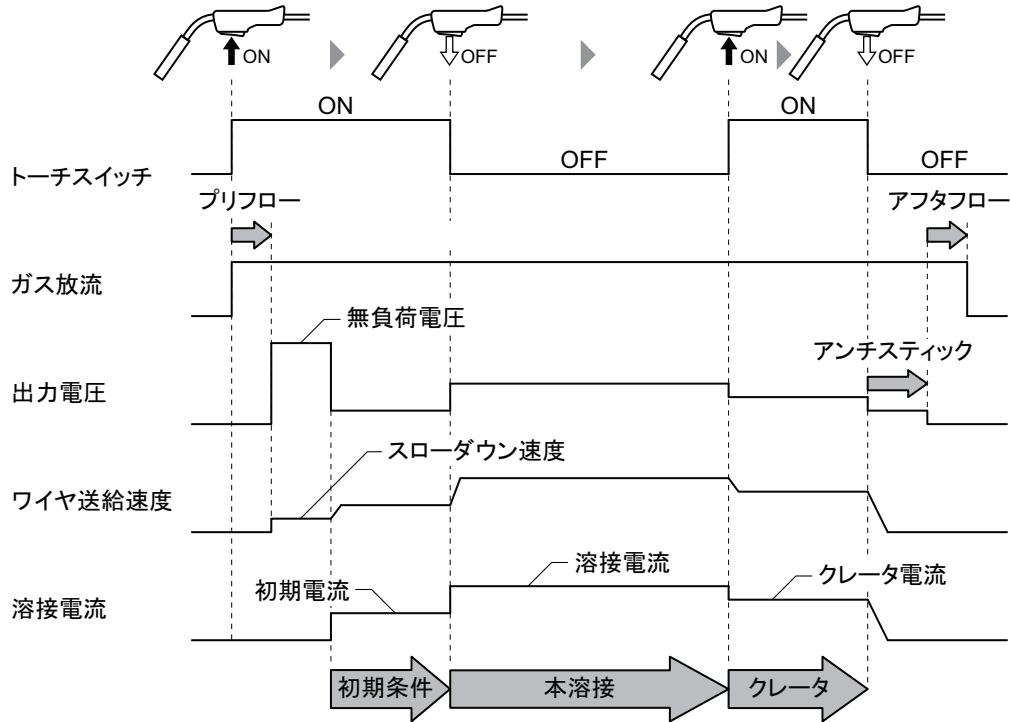 ON
OFF
ON
OFF
ON
ON
トーチスイッチ
OFF
OFF
プリフロー
アフタフロー
ガス放流
無負荷電圧
アンチスティック
出力電圧
スローダウン速度
ワイヤ送給速度
溶接電流
初期電流
クレータ電流
溶接電流
初期条件
本溶接
クレータ